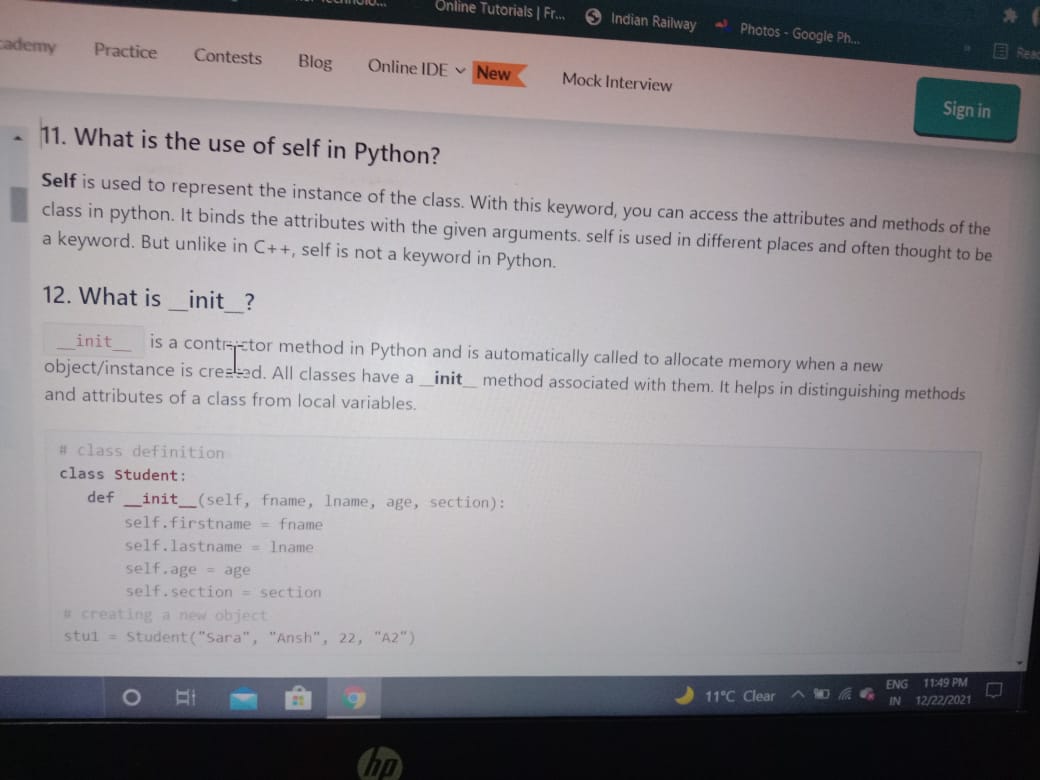 Online Tutorials | Fr...
Indian Railway
Photos - Google Ph...
»
Practice
Contests
Blog
Online IDE
New
Mock Interview
Sign in
11. What is the use of self in Python?
Self is used to represent the instance of the class. With this keyword, you can access the attributes and methods of the
class in python. It binds the attributes with the given arguments. self is used in different places and often thought to be
a keyword. But unlike in C++, self is not a keyword in Python.
12. What is __init__?
__init__ is a contructor method in Python and is automatically called to allocate memory when a new
object/instance is created. All classes have a __init__ method associated with them. It helps in distinguishing methods
and attributes of a class from local variables.
# class definition
class Student:
def __init__(self, fname, lname, age, section):
self.firstname = fname
self.lastname = lname
self.age = age
self.section = section
# creating a new object
stu1 = Student("Sara", "Ansh", 22, "A2")
11°C Clear
ENG
IN
11:49 PM
12/22/2021
hp